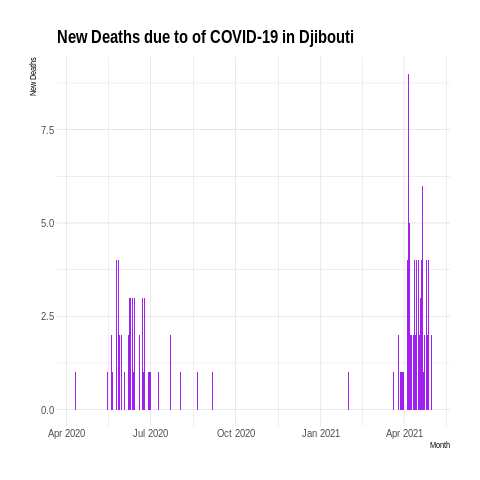 New Deaths due to of COVID-19 in Djibouti
New Deaths
7.5
5.0
2.5
0.0
Apr 2020 Jul 2020 Oct 2020 Jan 2021 Apr 2021
Month